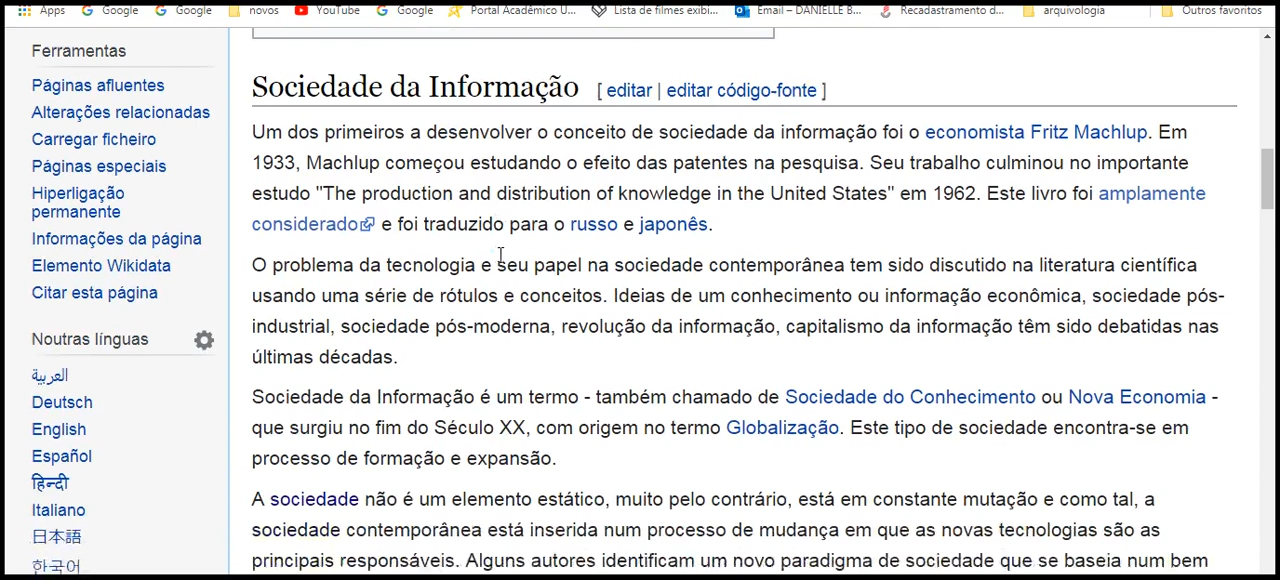 Apps Google Google novos YouTube Google Portal Acadêmico U... Lista de filmes exibi... Email – DANIELLE B... Recadastramento d... arquivologia Outros favoritos
Ferramentas
Páginas afluentes
Alterações relacionadas
Carregar ficheiro
Páginas especiais
Hiperligação
permanente
Informações da página
Elemento Wikidata
Citar esta página
Noutras línguas
العربية
Deutsch
English
Español
हिन्दी
Italiano
日本語
한국어
Sociedade da Informação [ editar | editar código-fonte ]
Um dos primeiros a desenvolver o conceito de sociedade da informação foi o economista Fritz Machlup. Em
1933, Machlup começou estudando o efeito das patentes na pesquisa. Seu trabalho culminou no importante
estudo "The production and distribution of knowledge in the United States" em 1962. Este livro foi amplamente
considerado e foi traduzido para o russo e japonês.
O problema da tecnologia e seu papel na sociedade contemporânea tem sido discutido na literatura científica
usando uma série de rótulos e conceitos. Ideias de um conhecimento ou informação econômica, sociedade pós-
industrial, sociedade pós-moderna, revolução da informação, capitalismo da informação têm sido debatidas nas
últimas décadas.
Sociedade da Informação é um termo - também chamado de Sociedade do Conhecimento ou Nova Economia -
que surgiu no fim do Século XX, com origem no termo Globalização. Este tipo de sociedade encontra-se em
processo de formação e expansão.
A sociedade não é um elemento estático, muito pelo contrário, está em constante mutação e como tal, a
sociedade contemporânea está inserida num processo de mudança em que as novas tecnologias são as
principais responsáveis. Alguns autores identificam um novo paradigma de sociedade que se baseia num bem